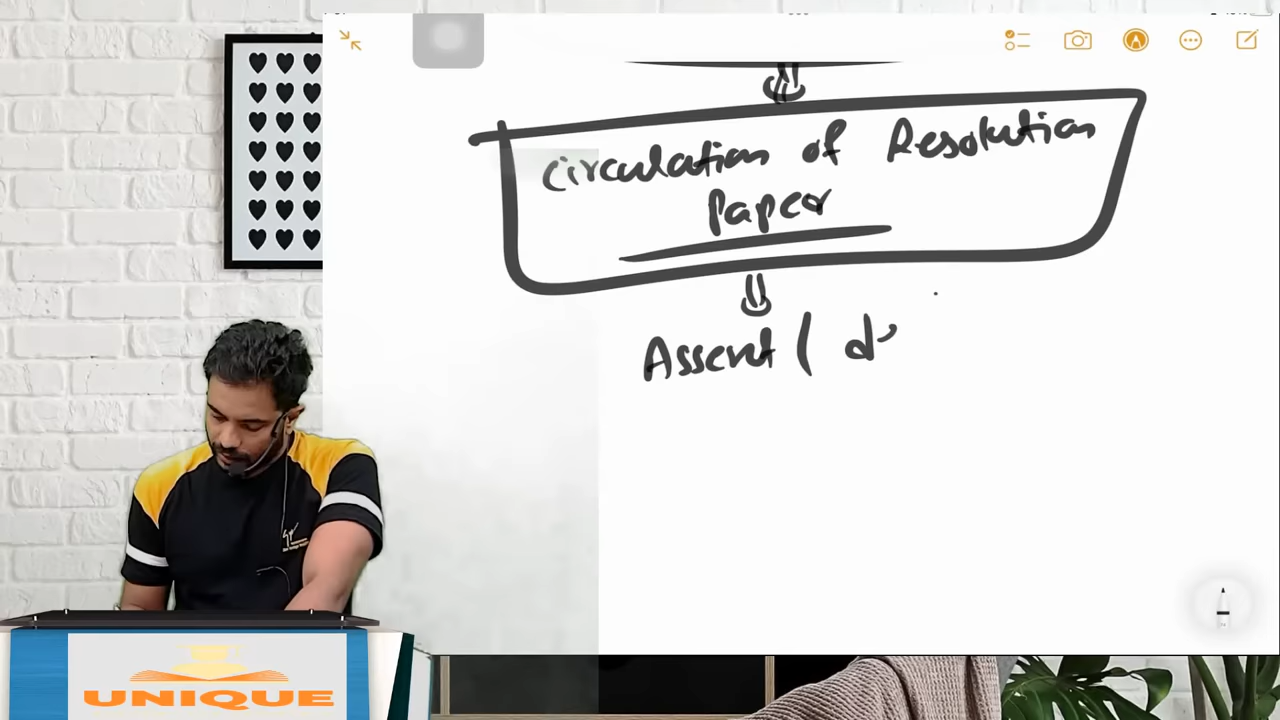 circulation of Resolution
Paper
Assent ( d
UNIQUE